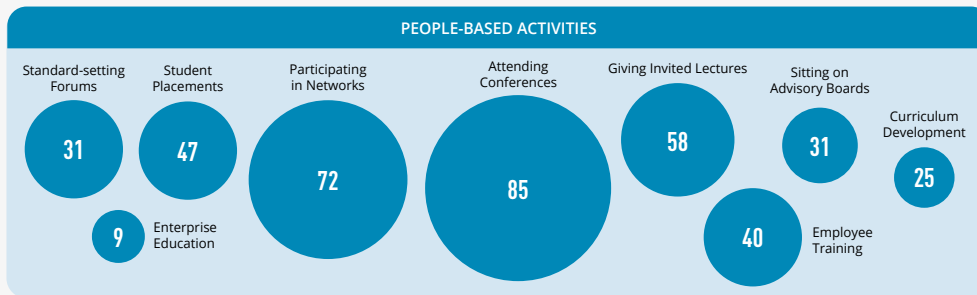 PEOPLE-BASED ACTIVITIES
Standard-setting
Forums
31
Student
Placements
47
Participating
in Networks
72
Attending
Conferences
85
Giving Invited Lectures
58
Sitting on
Advisory Boards
31
Curriculum
Development
25
9
Enterprise
Education
40
Employee
Training